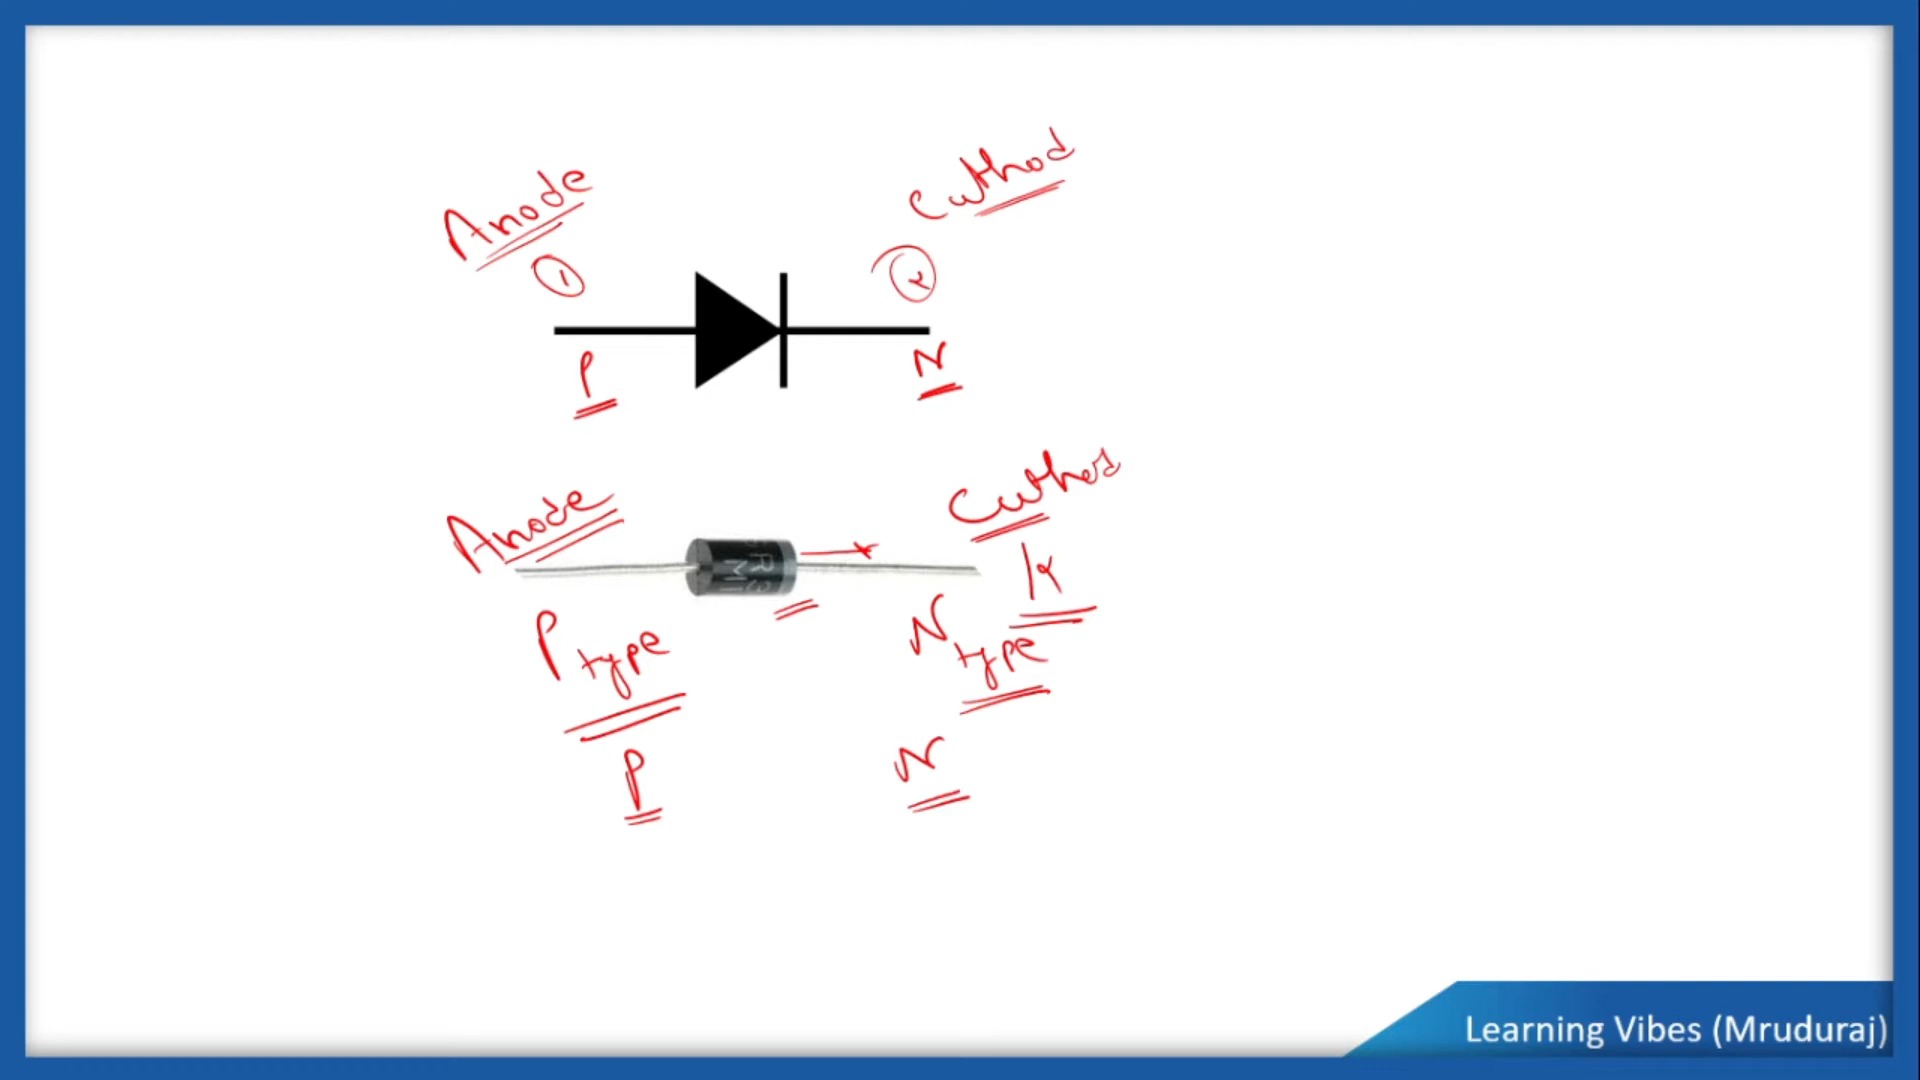 Anode
Cathod
1
2
P
N
Anode
Cathod
K
P type
N type
P
N
Learning Vibes (Mruduraj)